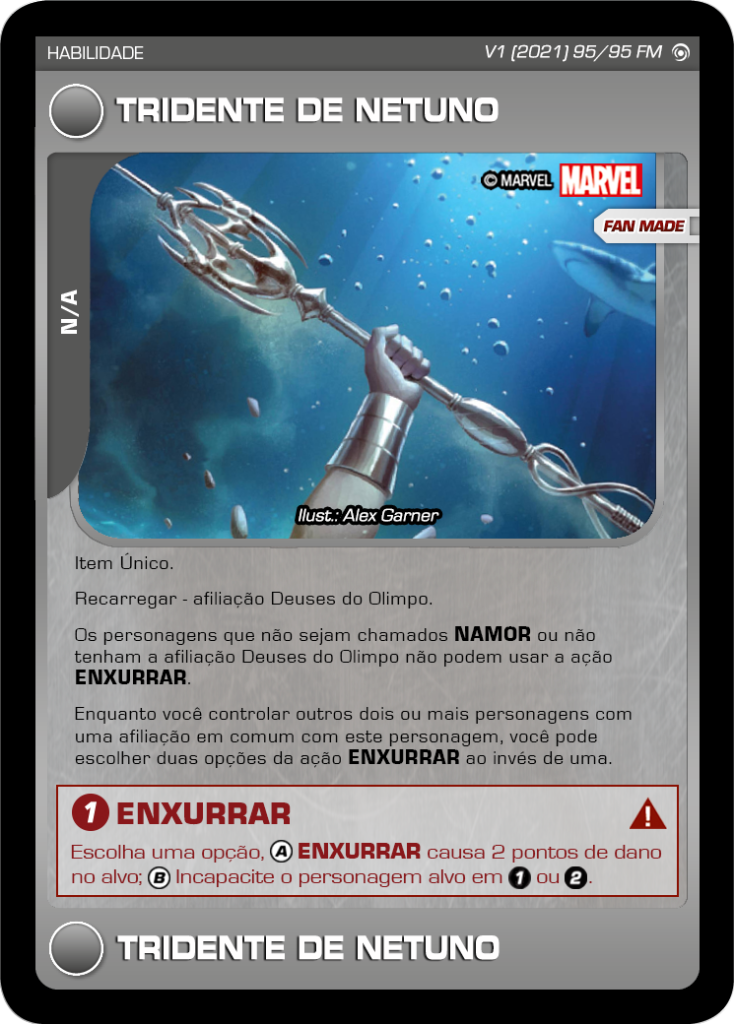 HABILIDADE
V1 (2021) 95/95 FM
TRIDENTE DE NETUNO
© MARVEL MARVEL
FAN MADE
N/A
Ilust.: Alex Garner
Item Único.
Recarregar - afiliação Deuses do Olimpo.
Os personagens que não sejam chamados NAMOR ou não
tenham a afiliação Deuses do Olimpo não podem usar a ação
ENXURRAR.
Enquanto você controlar outros dois ou mais personagens com
uma afiliação em comum com este personagem, você pode
escolher duas opções da ação ENXURRAR ao invés de uma.
1 ENXURRAR !
Escolha uma opção, A ENXURRAR causa 2 pontos de dano
no alvo; B Incapacite o personagem alvo em 1 ou 2.
TRIDENTE DE NETUNO